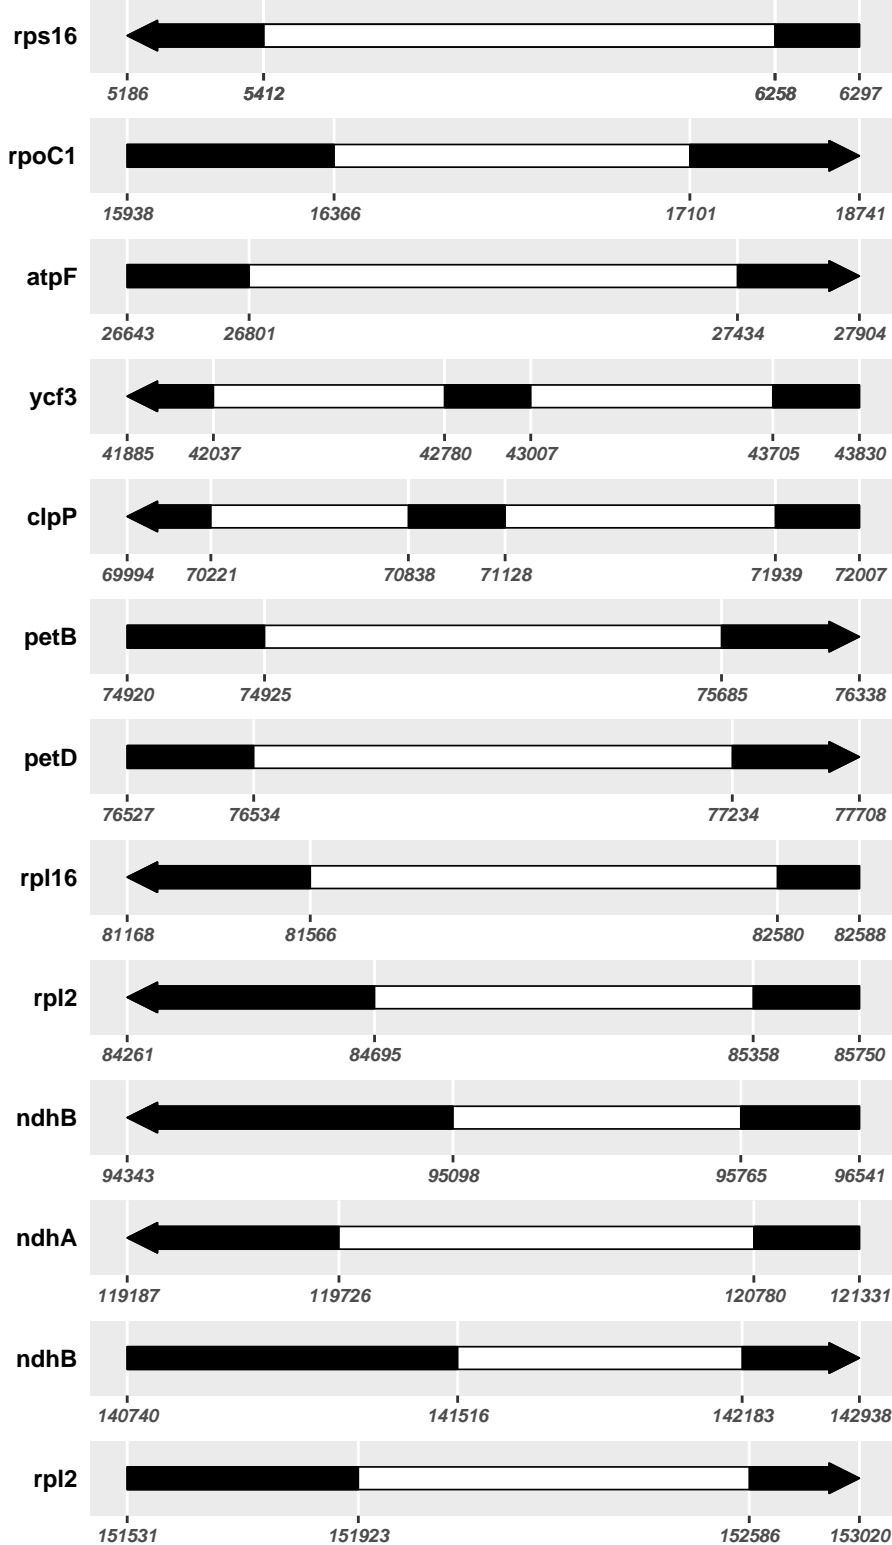 rps16
5186 5412 6258 6297
rpoC1
15938 16366 17101 18741
atpF
26643 26801 27434 27904
ycf3
41885 42037 42780 43007 43705 43830
clpP
69994 70221 70838 71128 71939 72007
petB
74920 74925 75685 76338
petD
76527 76534 77234 77708
rpl16
81168 81566 82580 82588
rpl2
84261 84695 85358 85750
ndhB
94343 95098 95765 96541
ndhA
119187 119726 120780 121331
ndhB
140740 141516 142183 142938
rpl2
151531 151923 152586 153020